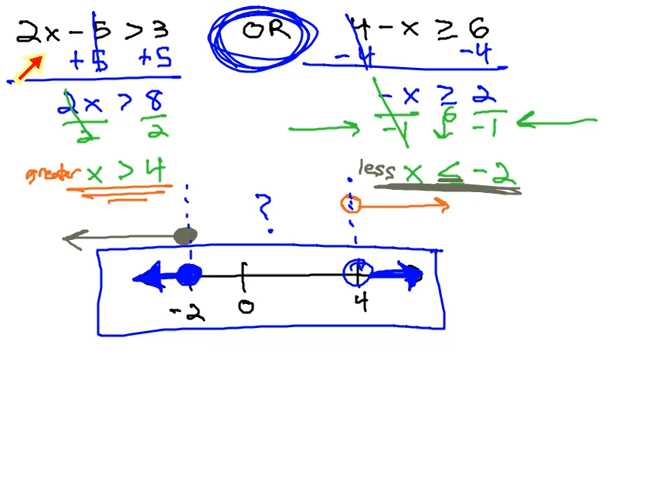 2x - 5 > 3 OR 4 - x ≥ 6
+5 +5 -4 -4
2x > 8 -x ≥ 2
2 2 -1 -1
greater x > 4 less x ≤ -2
?
-2 0 4